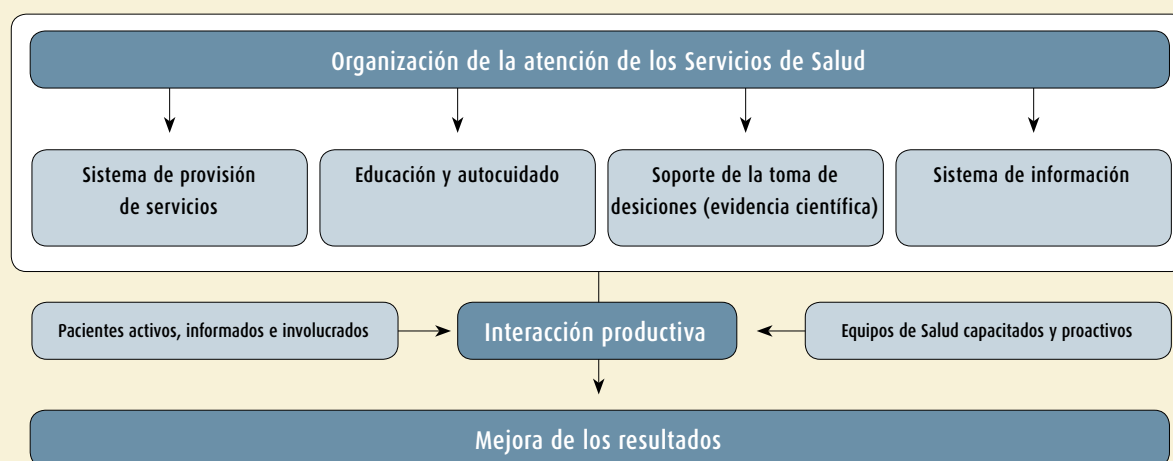 Organización de la atención de los Servicios de Salud
Sistema de provisión
de servicios
Educación y autocuidado
Soporte de la toma de
desiciones (evidencia científica)
Sistema de información
Pacientes activos, informados e involucrados
Interacción productiva
Equipos de Salud capacitados y proactivos
Mejora de los resultados